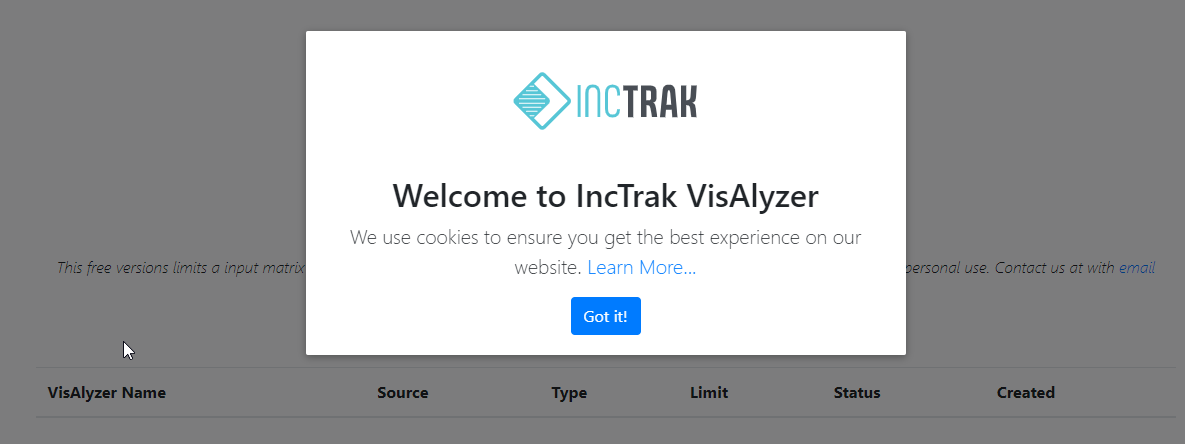 INCTRAK
Welcome to IncTrak VisAlyzer
We use cookies to ensure you get the best experience on our
website. Learn More...
This free versions limits a input matrix personal use. Contact us at with email
Got it!
VisAlyzer Name Source Type Limit Status Created